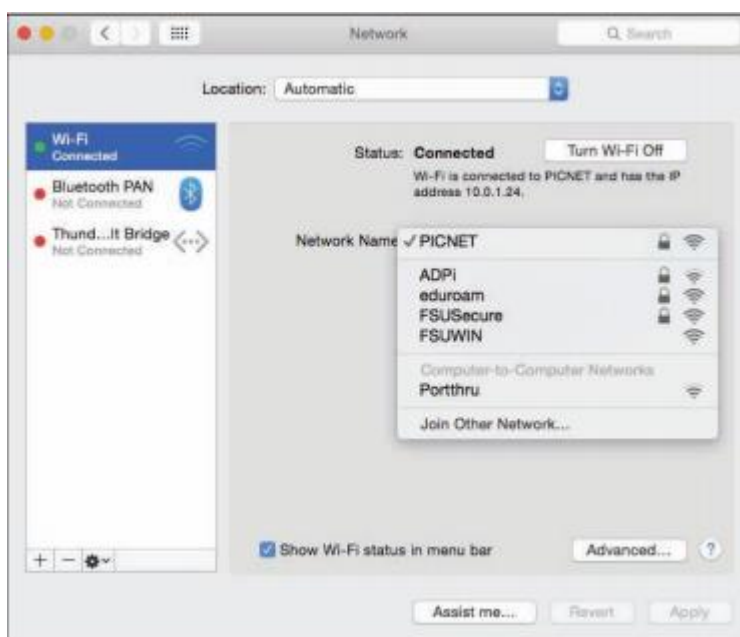 Network
Search
Location: Automatic
Wi-Fi
Connected
Bluetooth PAN
Not Connected
Thund...lt Bridge
Not Connected
Status: Connected
Turn Wi-Fi Off
Wi-Fi is connected to PICNET and has the IP
address 10.0.1.24.
Network Name
✓ PICNET
ADPi
eduroam
FSUSecure
FSUWIN
Computer-to-Computer Networks
Portthru
Join Other Network...
Show Wi-Fi status in menu bar
Advanced...
?
Assist me...
Revert
Apply